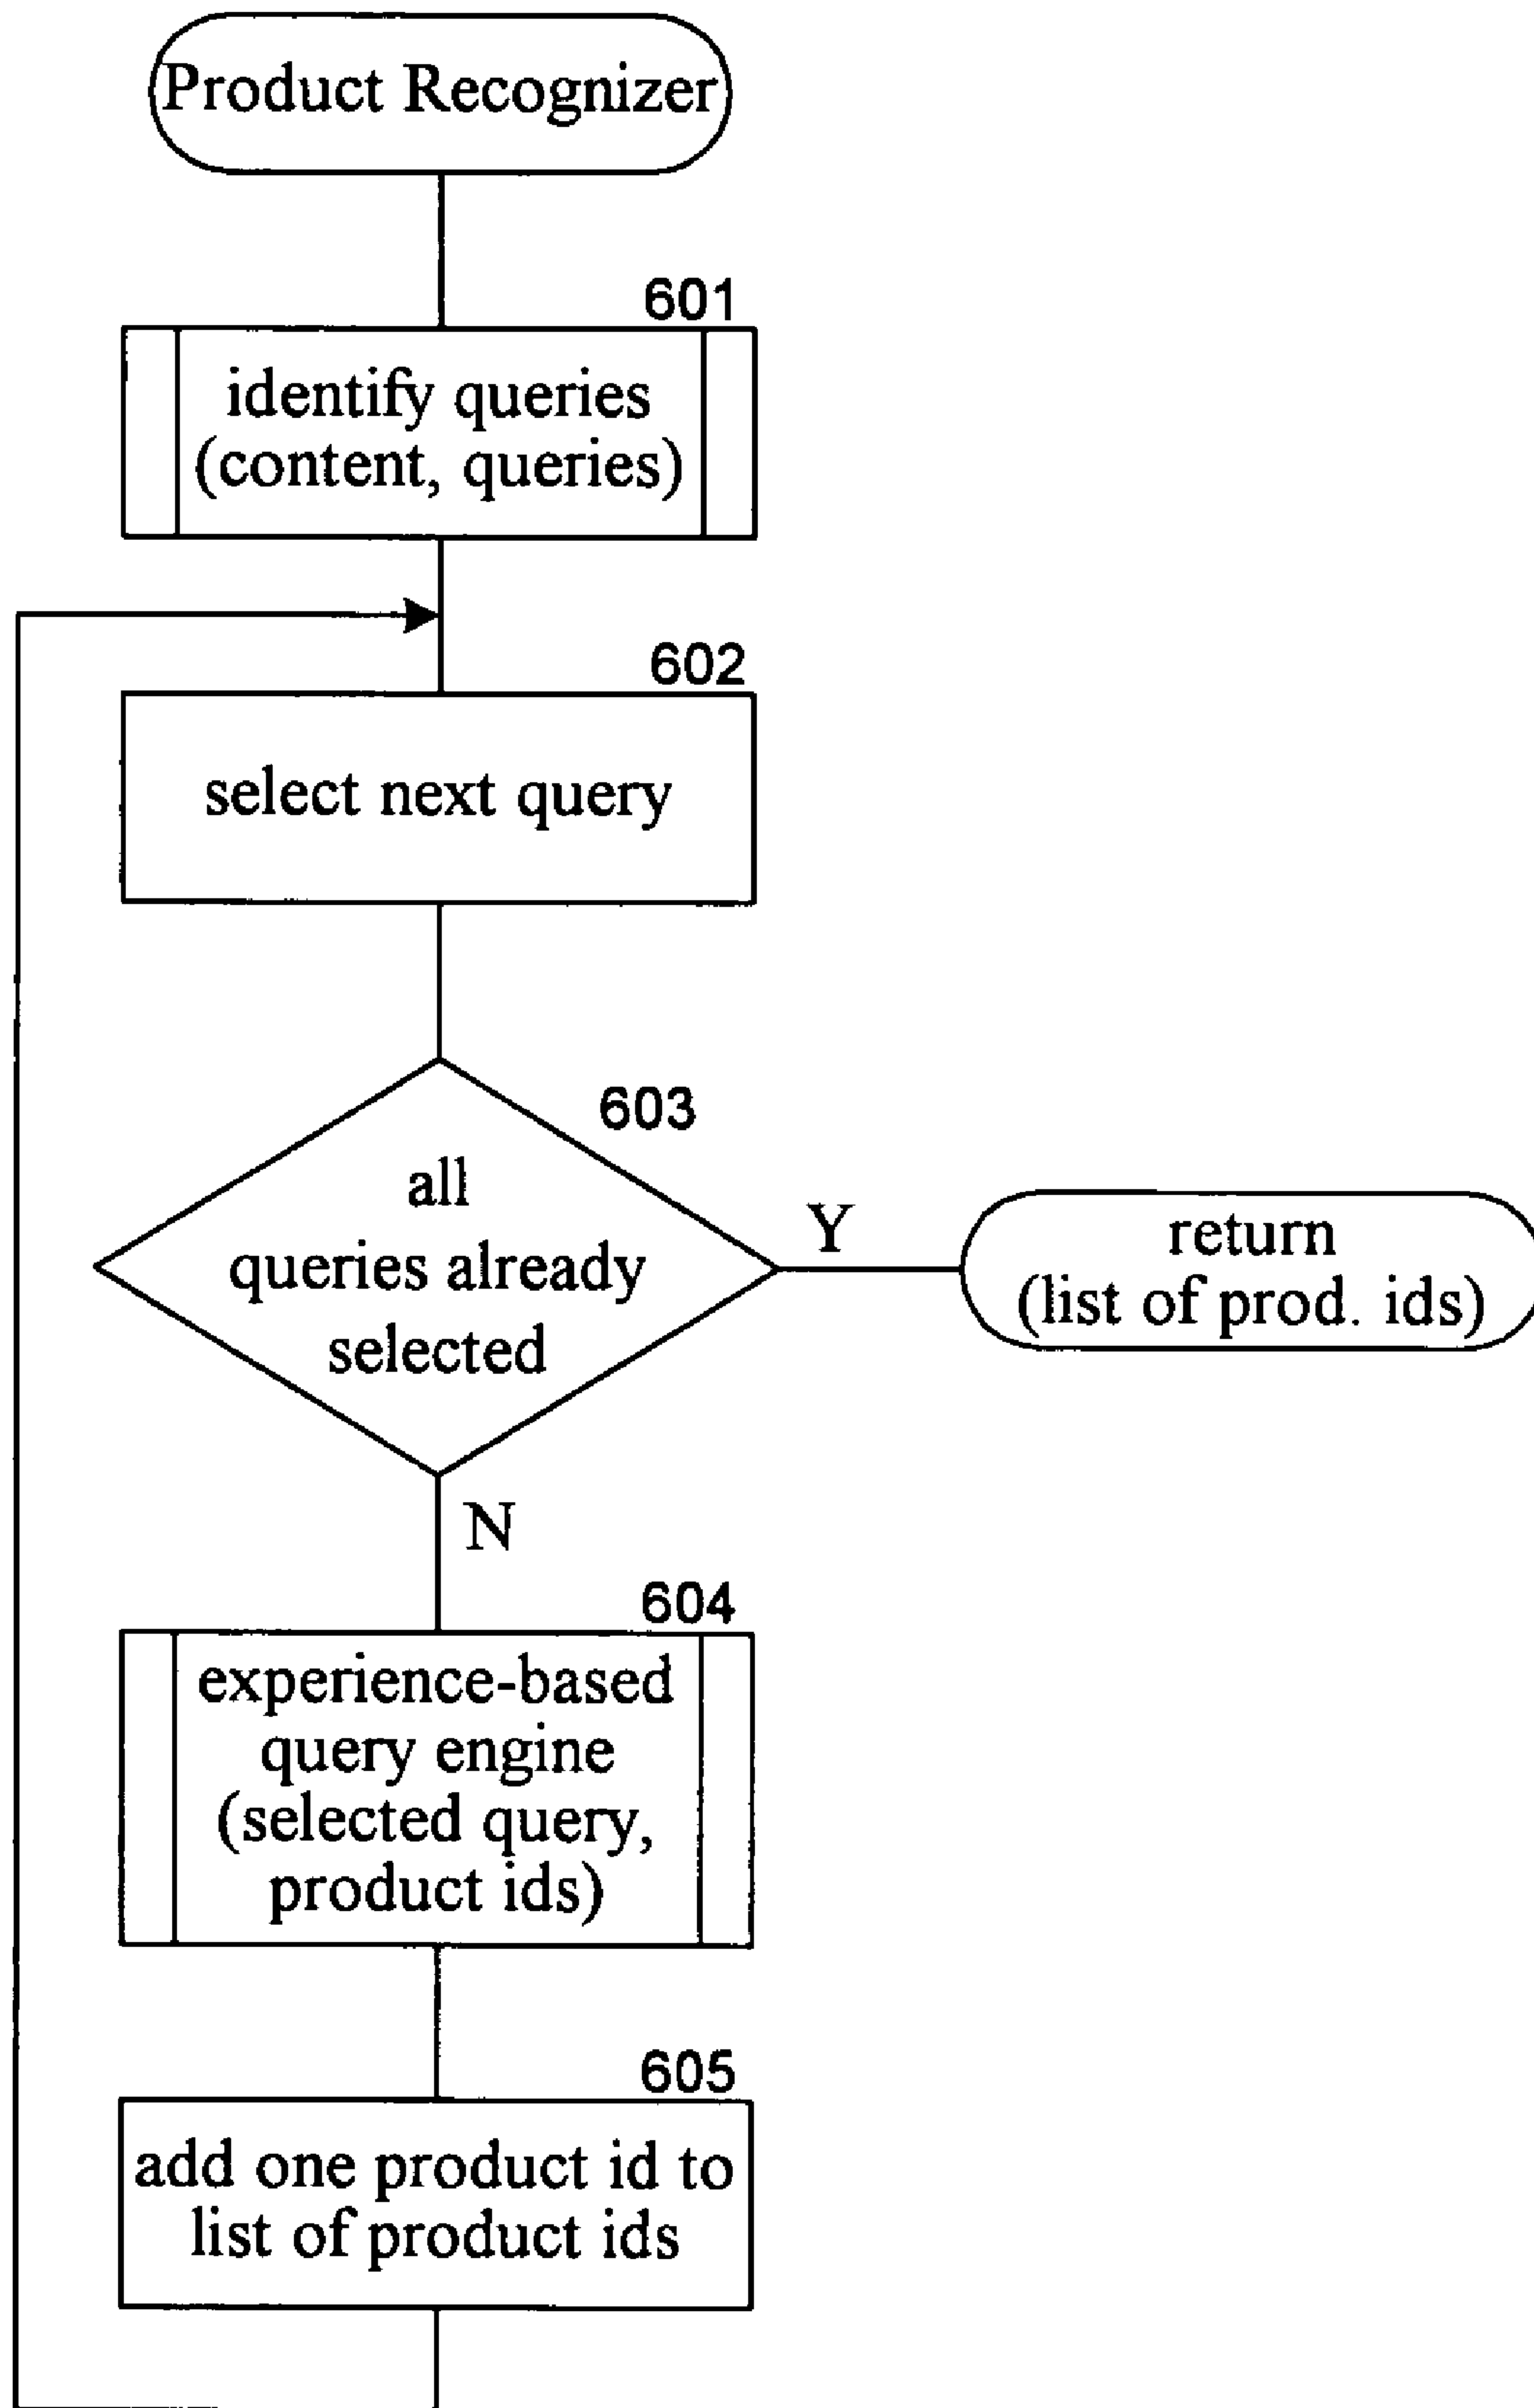 Product Recognizer
601
identify queries
(content, queries)
602
select next query
603
all
queries already
selected
Y
return
(list of prod. ids)
N
604
experience-based
query engine
(selected query,
product ids)
605
add one product id to
list of product ids